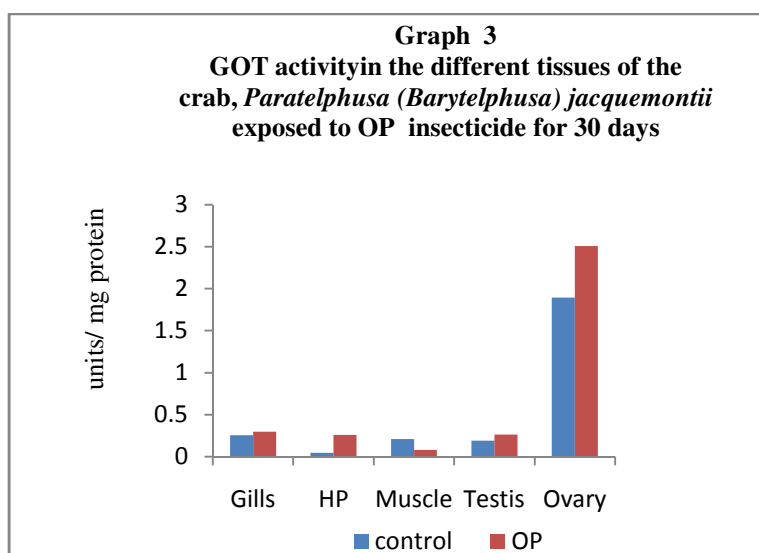 Graph 3
GOT activityin the different tissues of the
crab, Paratelphusa (Barytelphusa) jacquemontii
exposed to OP insecticide for 30 days
units/ mg protein
3
2.5
2
1.5
1
0.5
0
Gills HP Muscle Testis Ovary
control OP